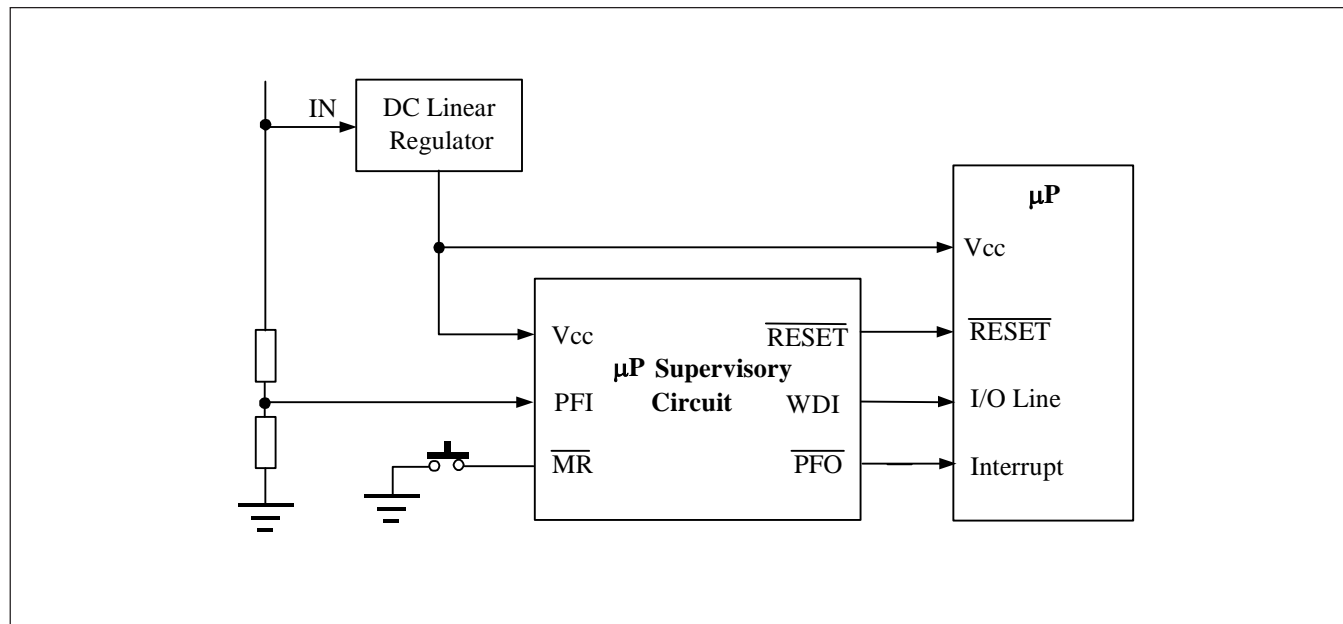 IN
DC Linear
Regulator
μP
Vcc
Vcc
RESET
RESET
μP Supervisory
Circuit
PFI
WDI
I/O Line
MR
PFO
Interrupt